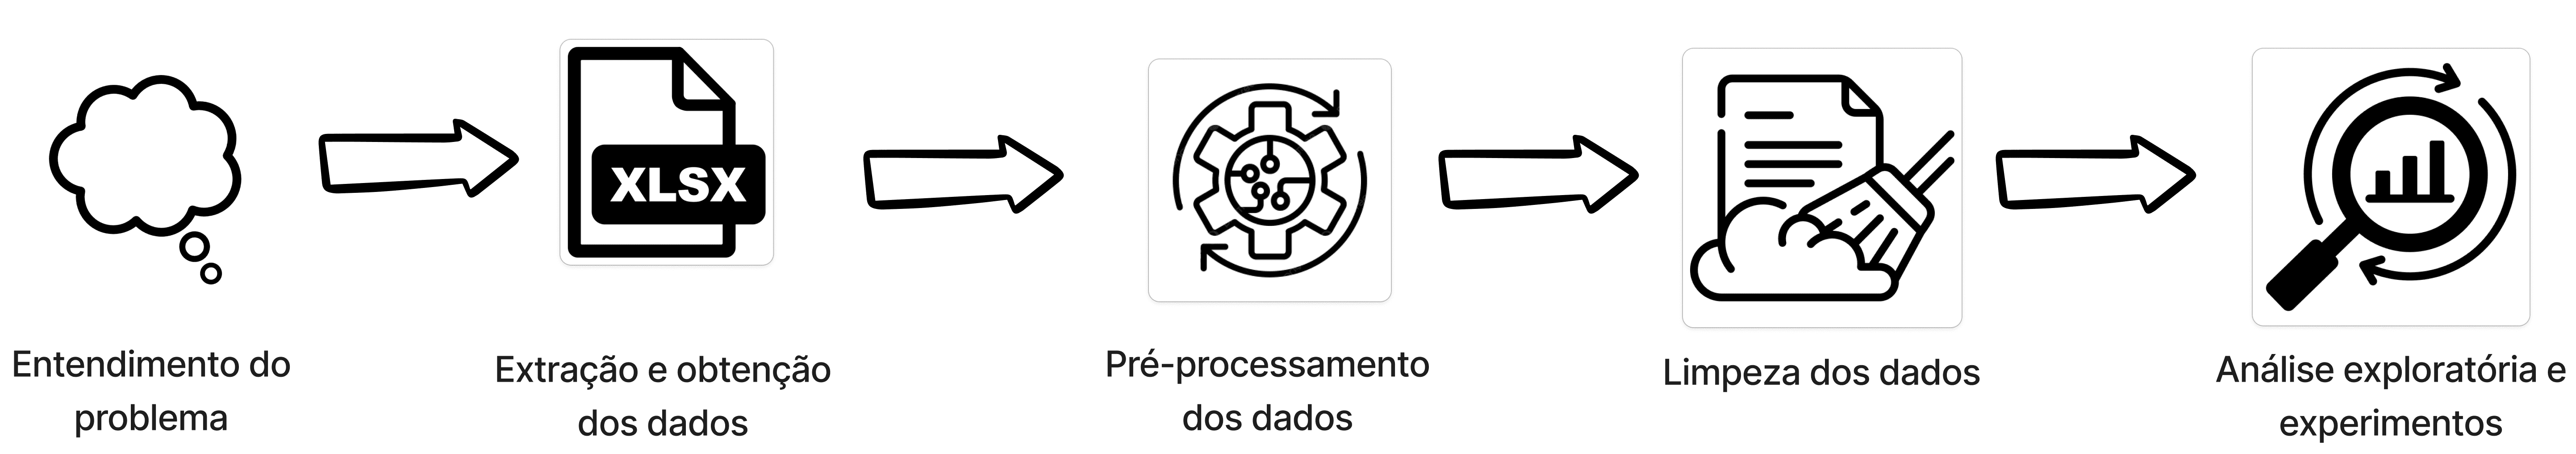 XLSX
Entendimento do
problema
Extração e obtenção
dos dados
Pré-processamento
dos dados
Limpeza dos dados
Análise exploratória e
experimentos